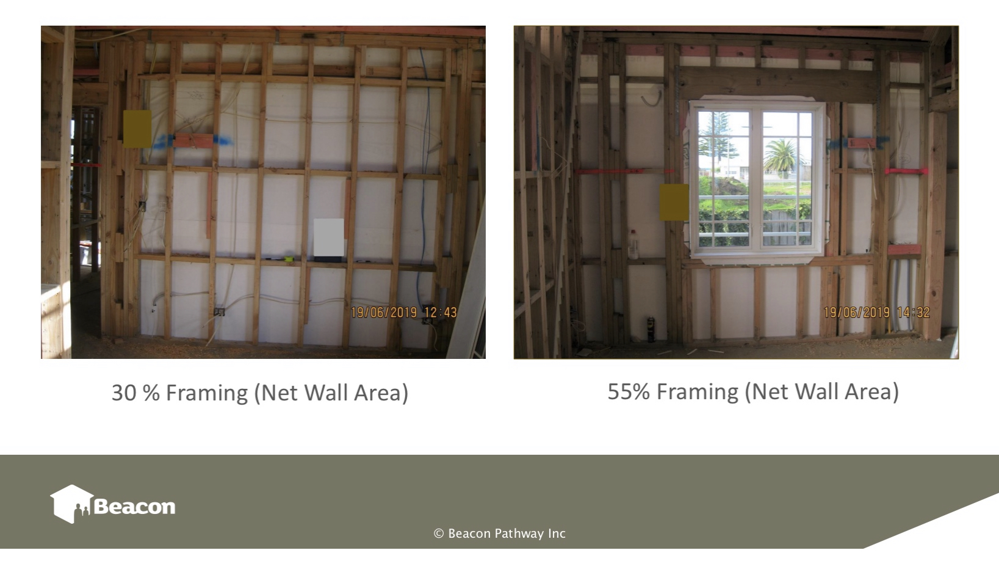 19/06/2019 12:43
19/06/2019 14:32
30 % Framing (Net Wall Area)
55% Framing (Net Wall Area)
Beacon
© Beacon Pathway Inc